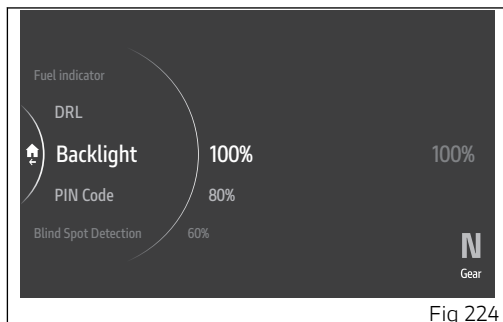 Fuel indicator
DRL
Backlight 100% 100%
PIN Code 80%
Blind Spot Detection 60%
N
Gear
Fig 224